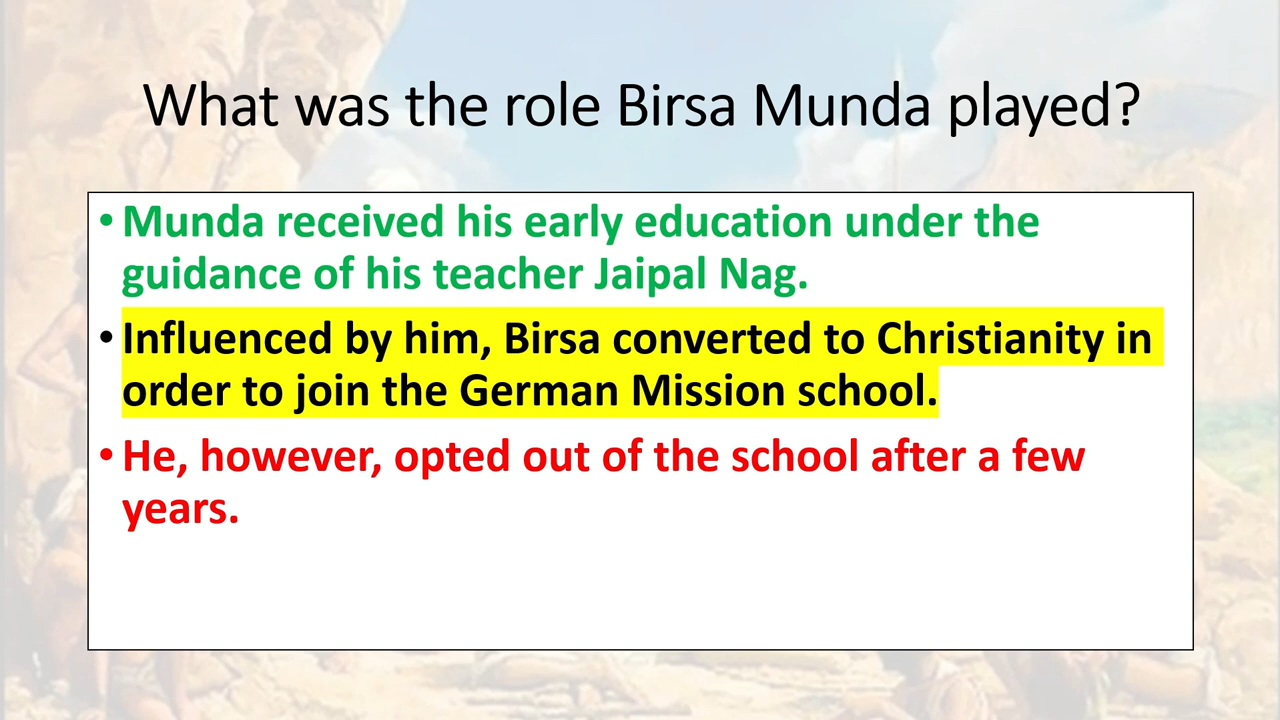 What was the role Birsa Munda played?
• Munda received his early education under the
guidance of his teacher Jaipal Nag.
• Influenced by him, Birsa converted to Christianity in
order to join the German Mission school.
• He, however, opted out of the school after a few
years.